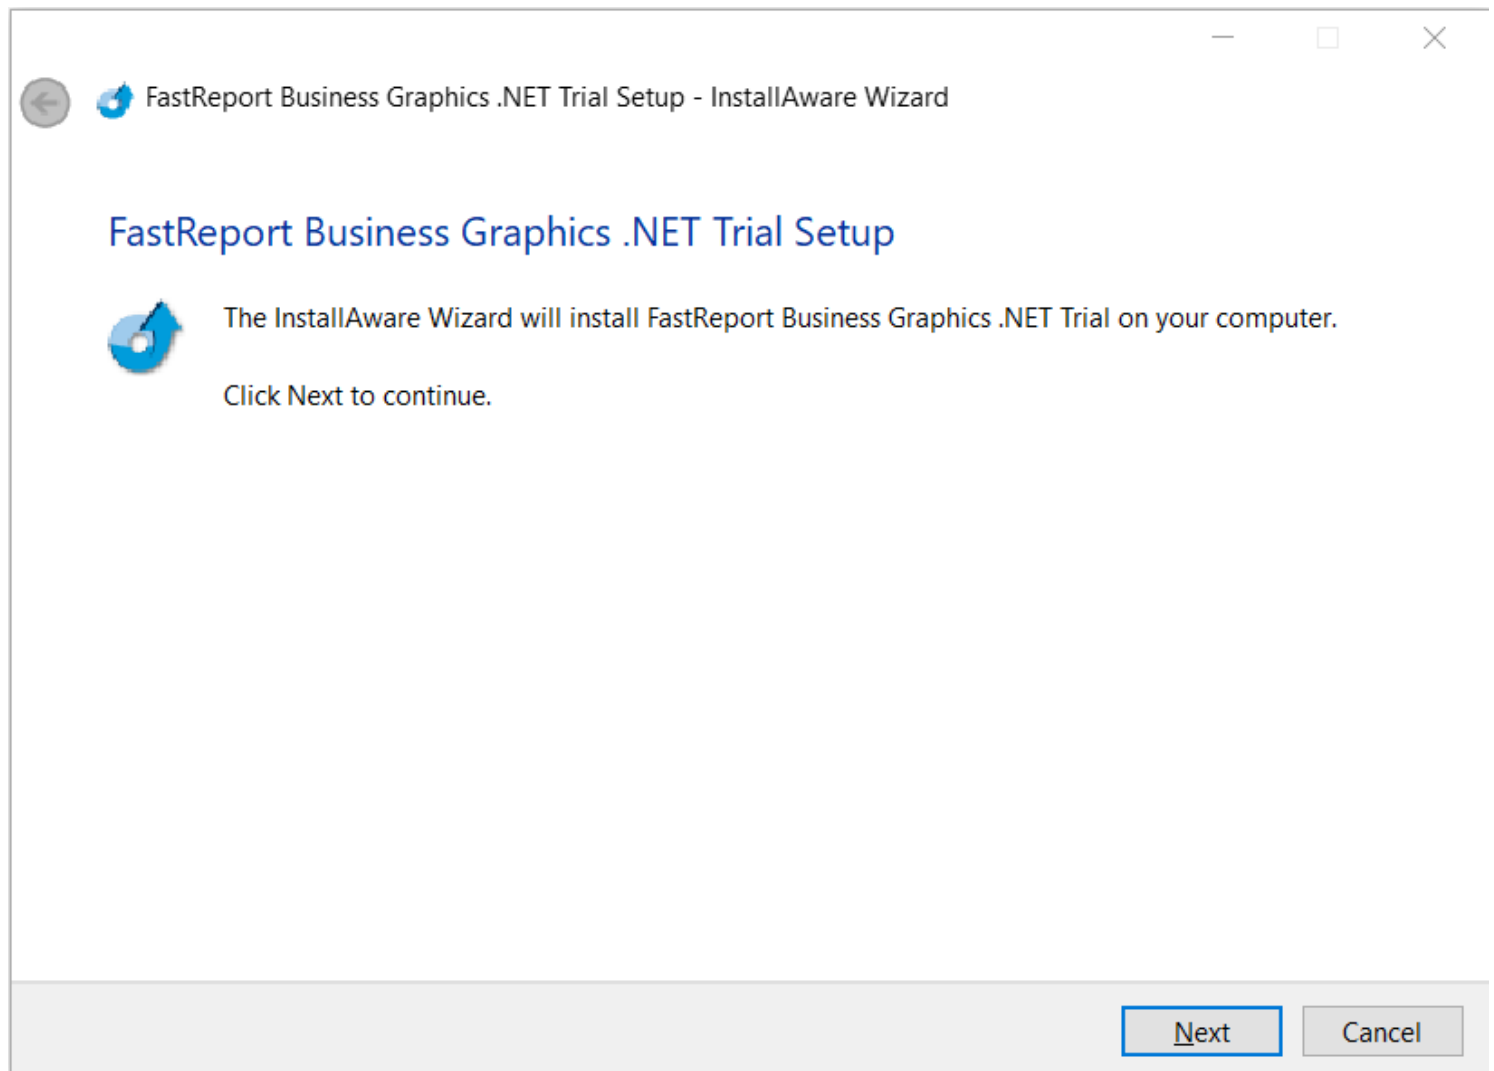 FastReport Business Graphics .NET Trial Setup - InstallAware Wizard
FastReport Business Graphics .NET Trial Setup
The InstallAware Wizard will install FastReport Business Graphics .NET Trial on your computer.
Click Next to continue.
Next
Cancel